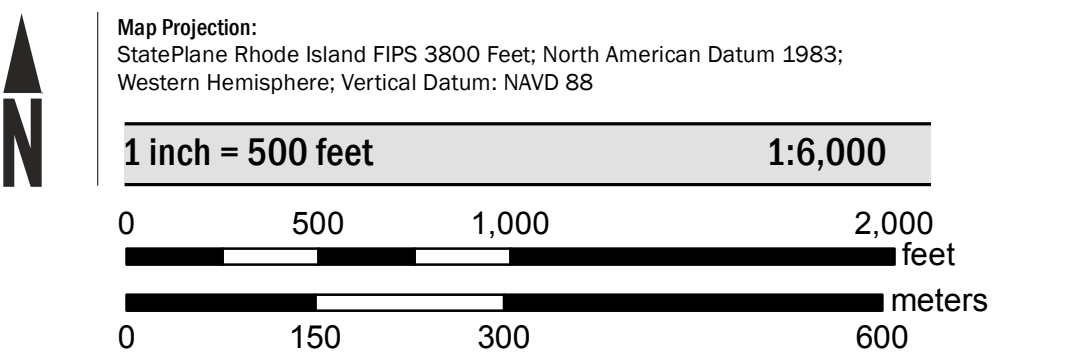 N
Map Projection:
StatePlane Rhode Island FIPS 3800 Feet; North American Datum 1983;
Western Hemisphere; Vertical Datum: NAVD 88
1 inch = 500 feet 1:6,000
0 500 1,000 2,000
feet
meters
0 150 300 600